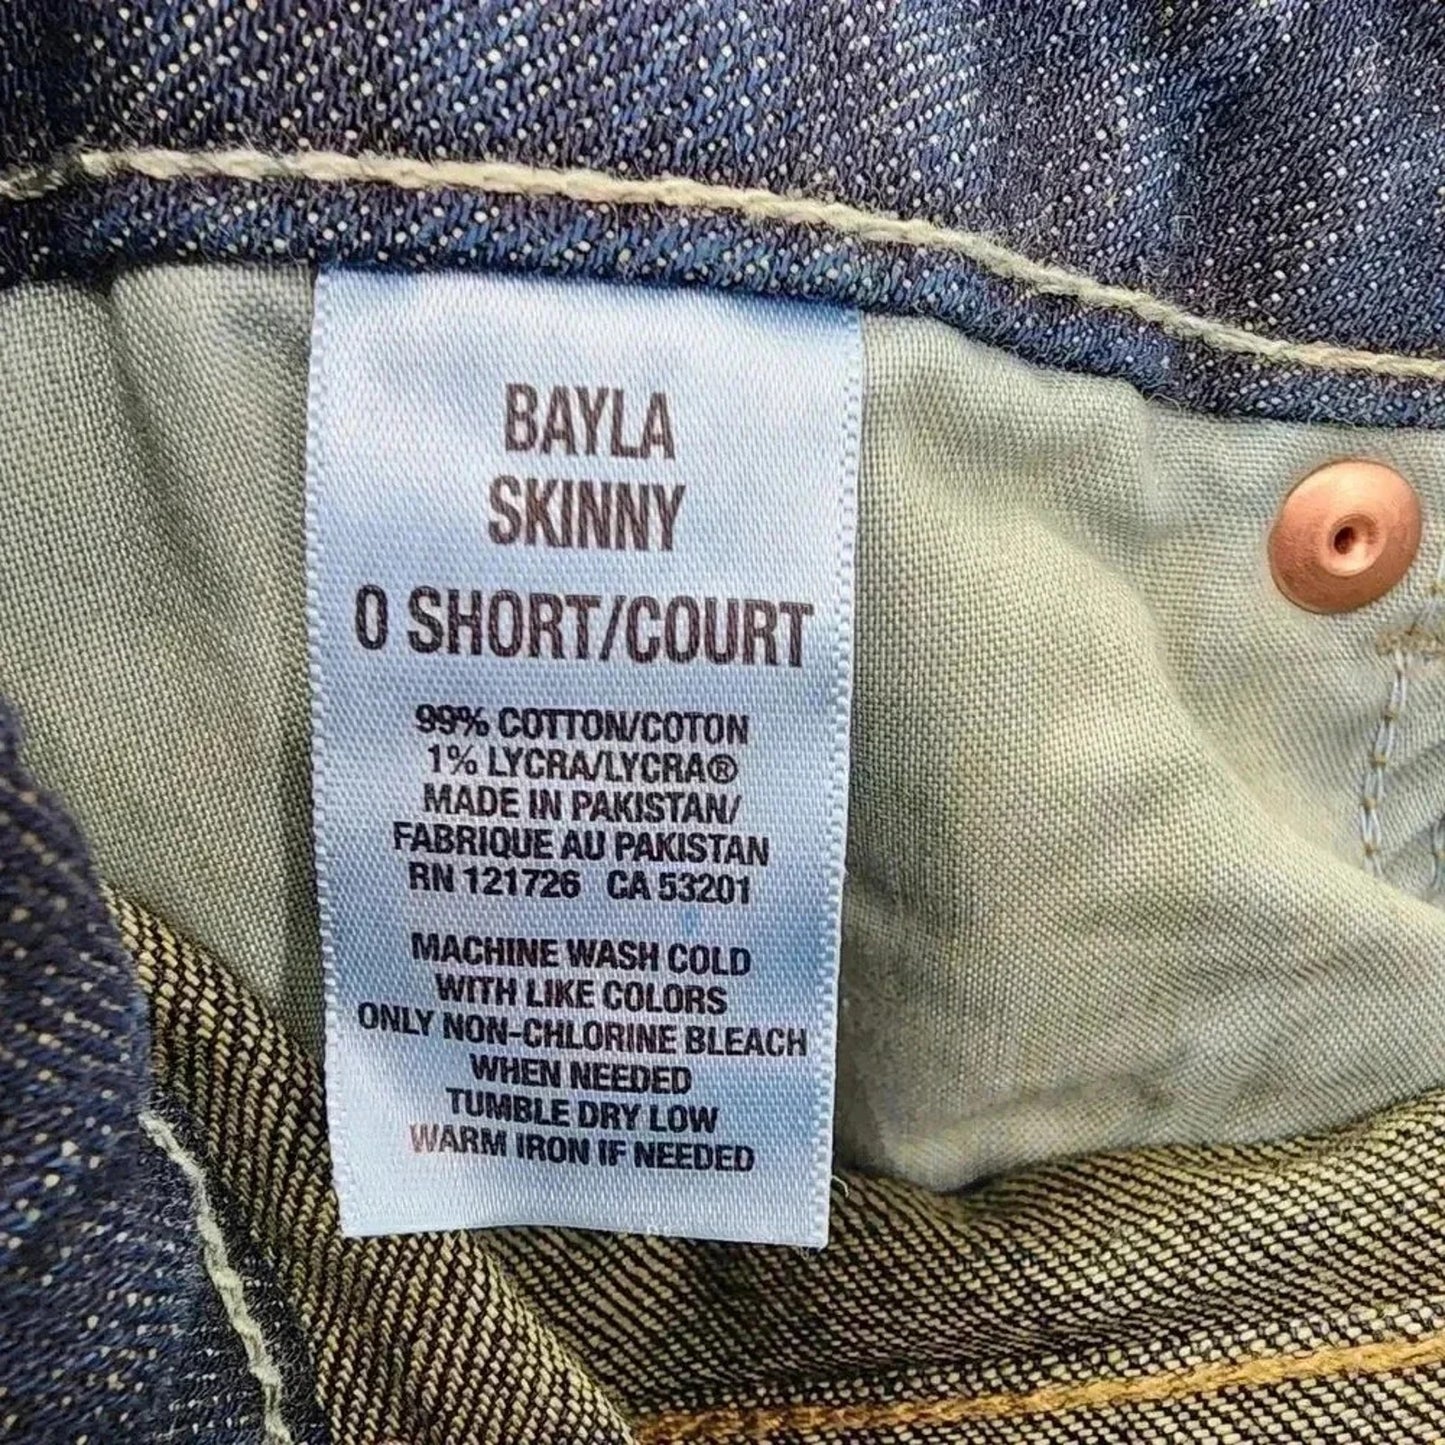 BAYLA
SKINNY
0 SHORT/COURT
99% COTTON/COTON
1% LYCRA/LYCRA®
MADE IN PAKISTAN/
FABRIQUE AU PAKISTAN
RN 121726 CA 53201
MACHINE WASH COLD
WITH LIKE COLORS
ONLY NON-CHLORINE BLEACH
WHEN NEEDED
TUMBLE DRY LOW
WARM IRON IF NEEDED